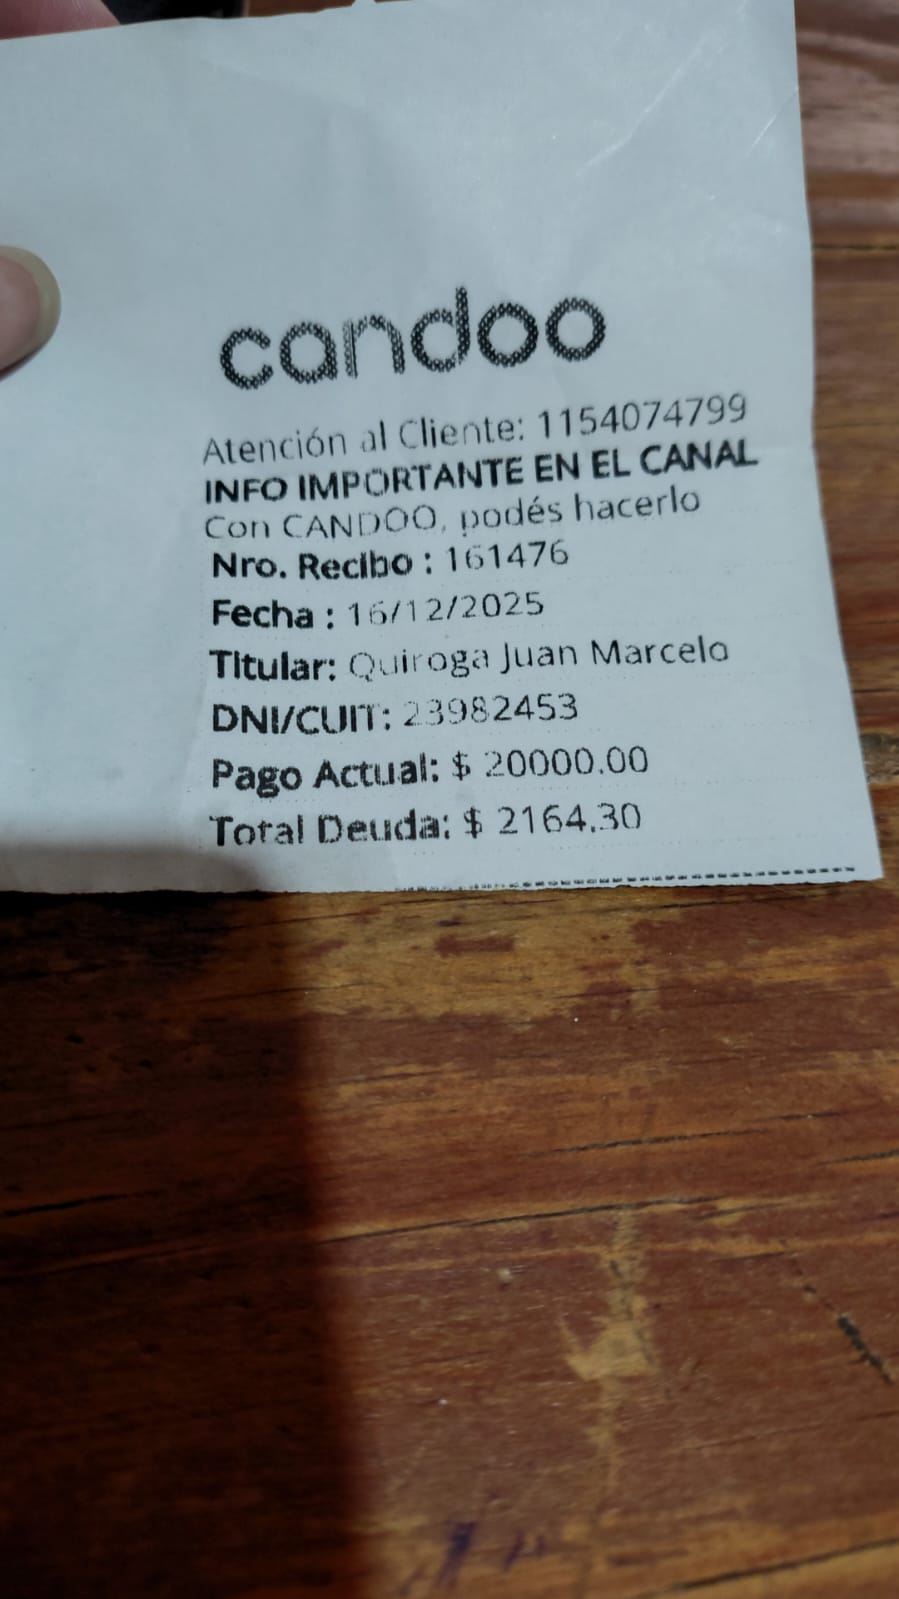 candoo
Atención al Cliente: 1154074799
INFO IMPORTANTE EN EL CANAL
Con CANDOO, podés hacerlo
Nro. Recibo : 161476
Fecha : 16/12/2025
Titular: Quiroga Juan Marcelo
DNI/CUIT: 23982453
Pago Actual: $ 20000.00
Total Deuda: $ 2164.30